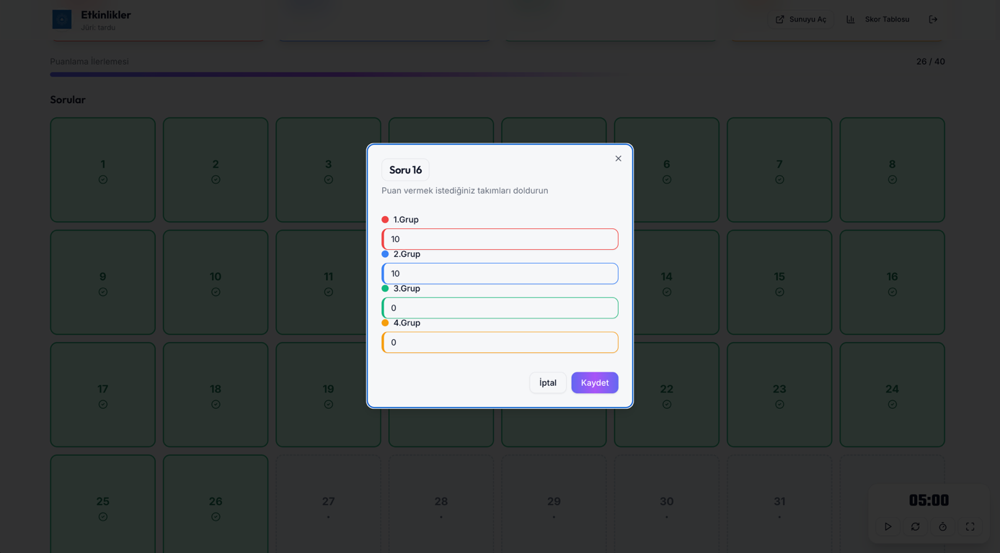 Etkinlikler
Jüri: tardu
Sunuyu Aç
Skor Tablosu
Puanlama İlerlemesi
26 / 40
Sorular
1
2
3
6
7
8
Soru 16
Puan vermek istediğiniz takımları doldurun
1.Grup
10
2.Grup
10
3.Grup
0
4.Grup
0
İptal
Kaydet
9
10
11
14
15
16
17
18
19
22
23
24
25
26
27
28
29
30
31
05:00